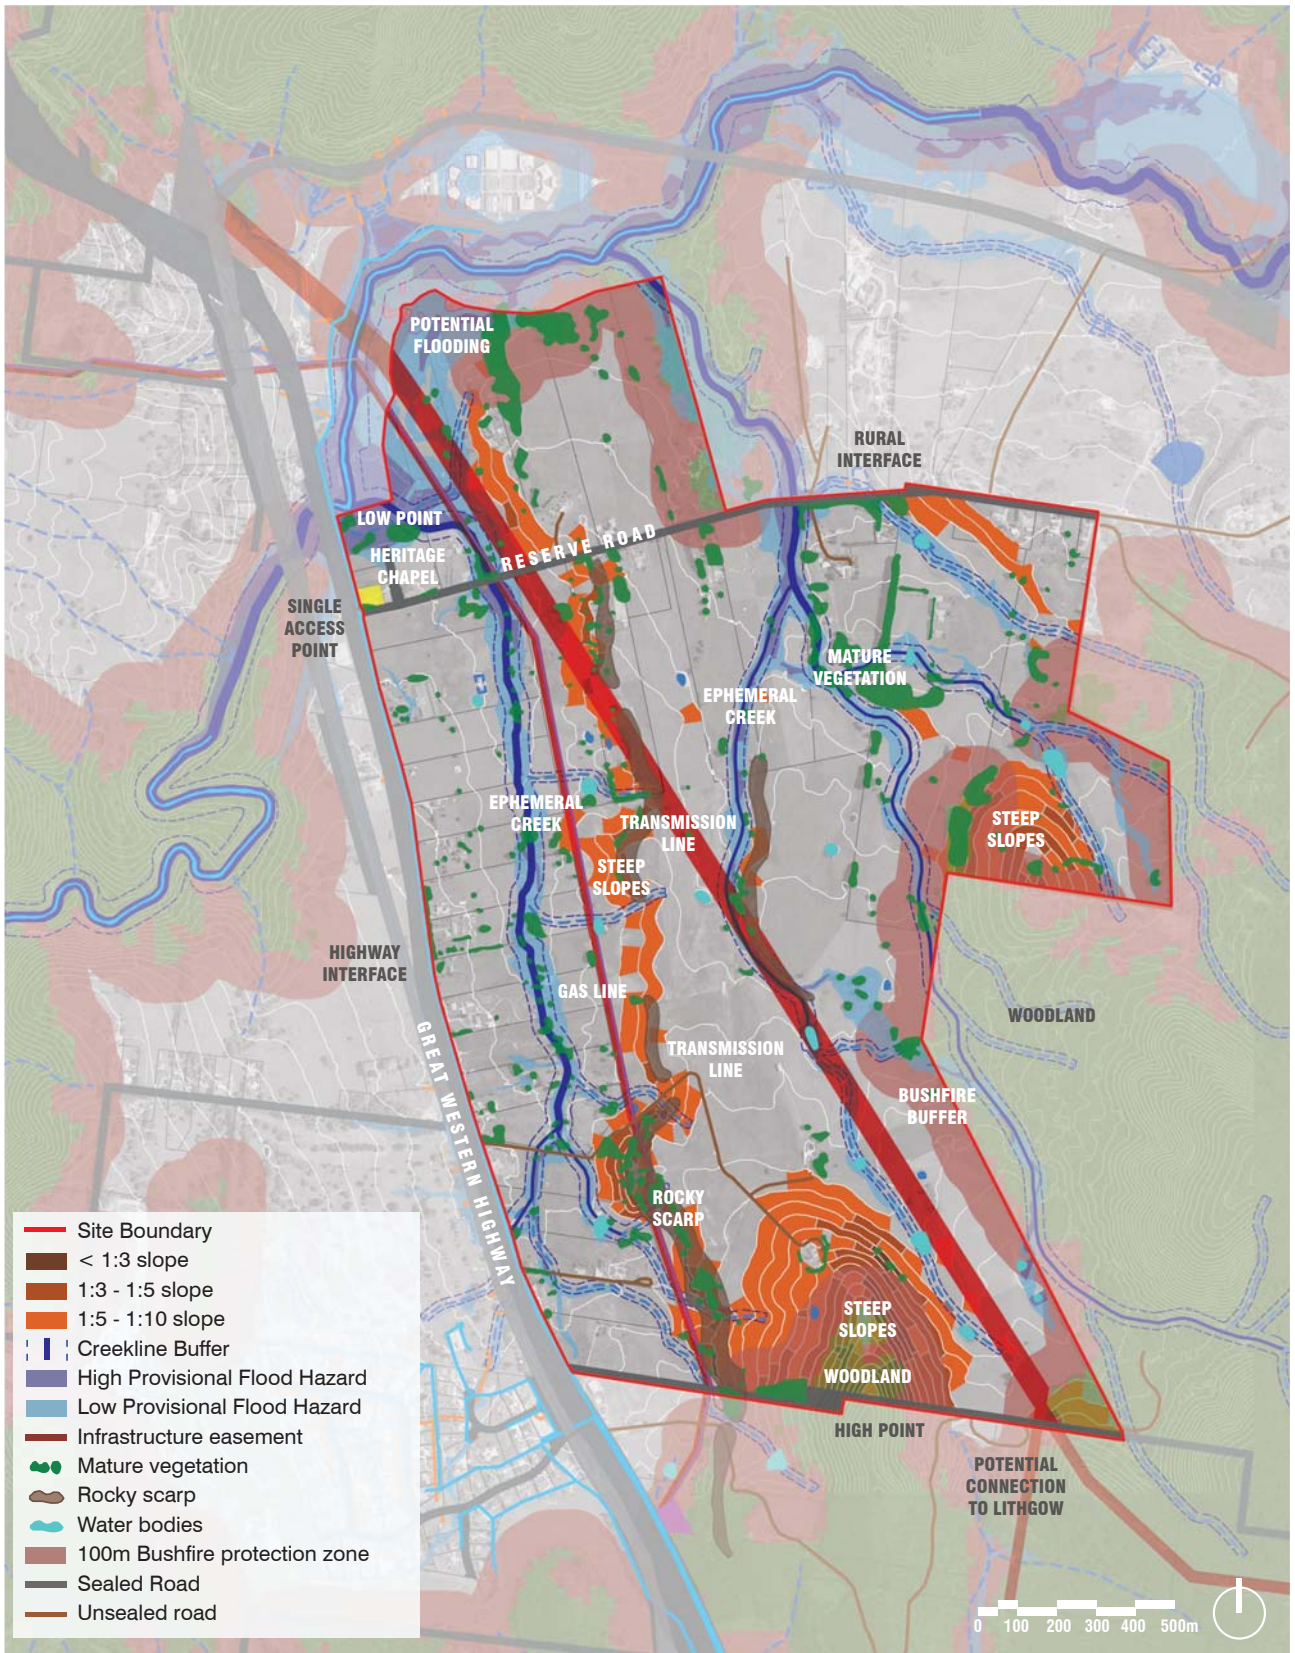 POTENTIAL
FLOODING
RURAL
INTERFACE
LOW POINT
HERITAGE
CHAPEL
RESERVE ROAD
SINGLE
ACCESS
POINT
MATURE
VEGETATION
EPHEMERAL
CREEK
EPHEMERAL
CREEK
TRANSMISSION
LINE
STEEP
SLOPES
STEEP
SLOPES
HIGHWAY
INTERFACE
GAS LINE
WOODLAND
GREAT WESTERN HIGHWAY
TRANSMISSION
LINE
BUSHFIRE
BUFFER
ROCKY
SCARP
STEEP
SLOPES
WOODLAND
HIGH POINT
POTENTIAL
CONNECTION
TO LITHGOW
Site Boundary
< 1:3 slope
1:3 - 1:5 slope
1:5 - 1:10 slope
Creekline Buffer
High Provisional Flood Hazard
Low Provisional Flood Hazard
Infrastructure easement
Mature vegetation
Rocky scarp
Water bodies
100m Bushfire protection zone
Sealed Road
Unsealed road
0 100 200 300 400 500m